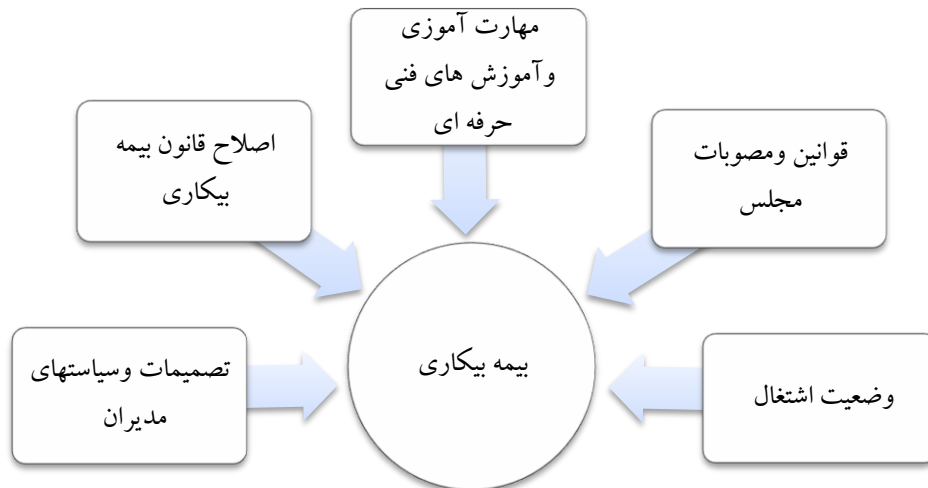 مهارت آموزی
وآموزش های فنی
حرفه ای
قوانین ومصوبات
مجلس
اصلاح قانون بیمه
بیکاری
بیمه بیکاری
وضعیت اشتغال
تصمیمات وسیاستهای
مدیران